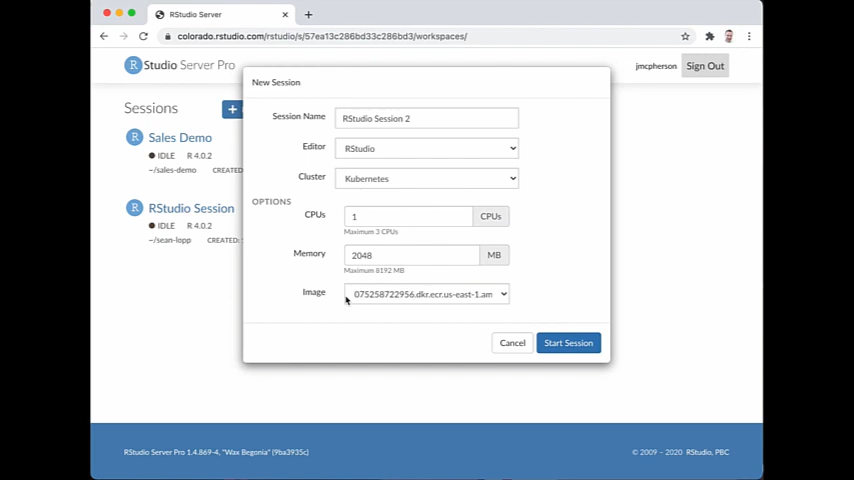 RStudio Server
colorado.rstudio.com/rstudio/s/57ea13c286bd33c286bd3/workspaces/
R Studio Server Pro
jmcpherson
Sign Out
Sessions
New Session
Session Name
RStudio Session 2
Editor
RStudio
Cluster
Kubernetes
OPTIONS
CPUs
1
CPUs
Maximum 3 CPUs
Memory
2048
MB
Maximum 8192 MB
Image
075258722956.dkr.ecr.us-east-1.am
Cancel
Start Session
R Sales Demo
IDLE R 4.0.2
~/sales-demo CREATED:
R RStudio Session
IDLE R 4.0.2
~/sean-lopp CREATED:
RStudio Server Pro 1.4.869-4, "Wax Begonia" (9ba3935c)
© 2009 – 2020 RStudio, PBC